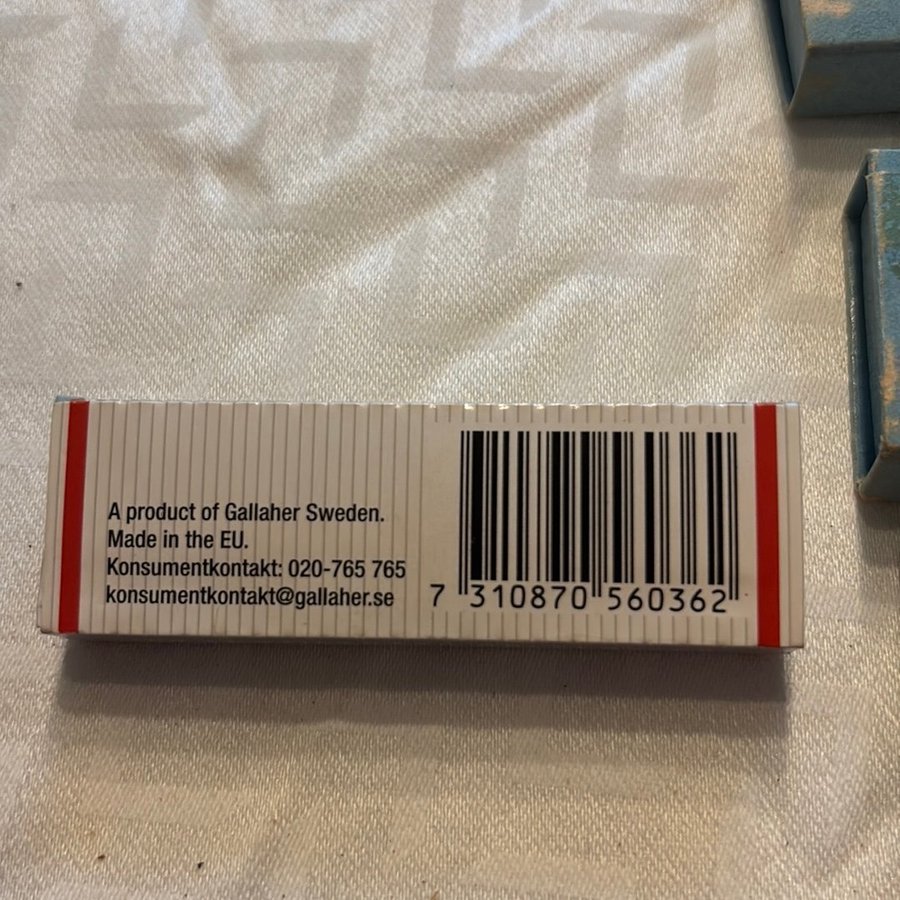 A product of Gallaher Sweden.
Made in the EU.
Konsumentkontakt: 020-765 765
konsumentkontakt@gallaher.se
7 310870 560362